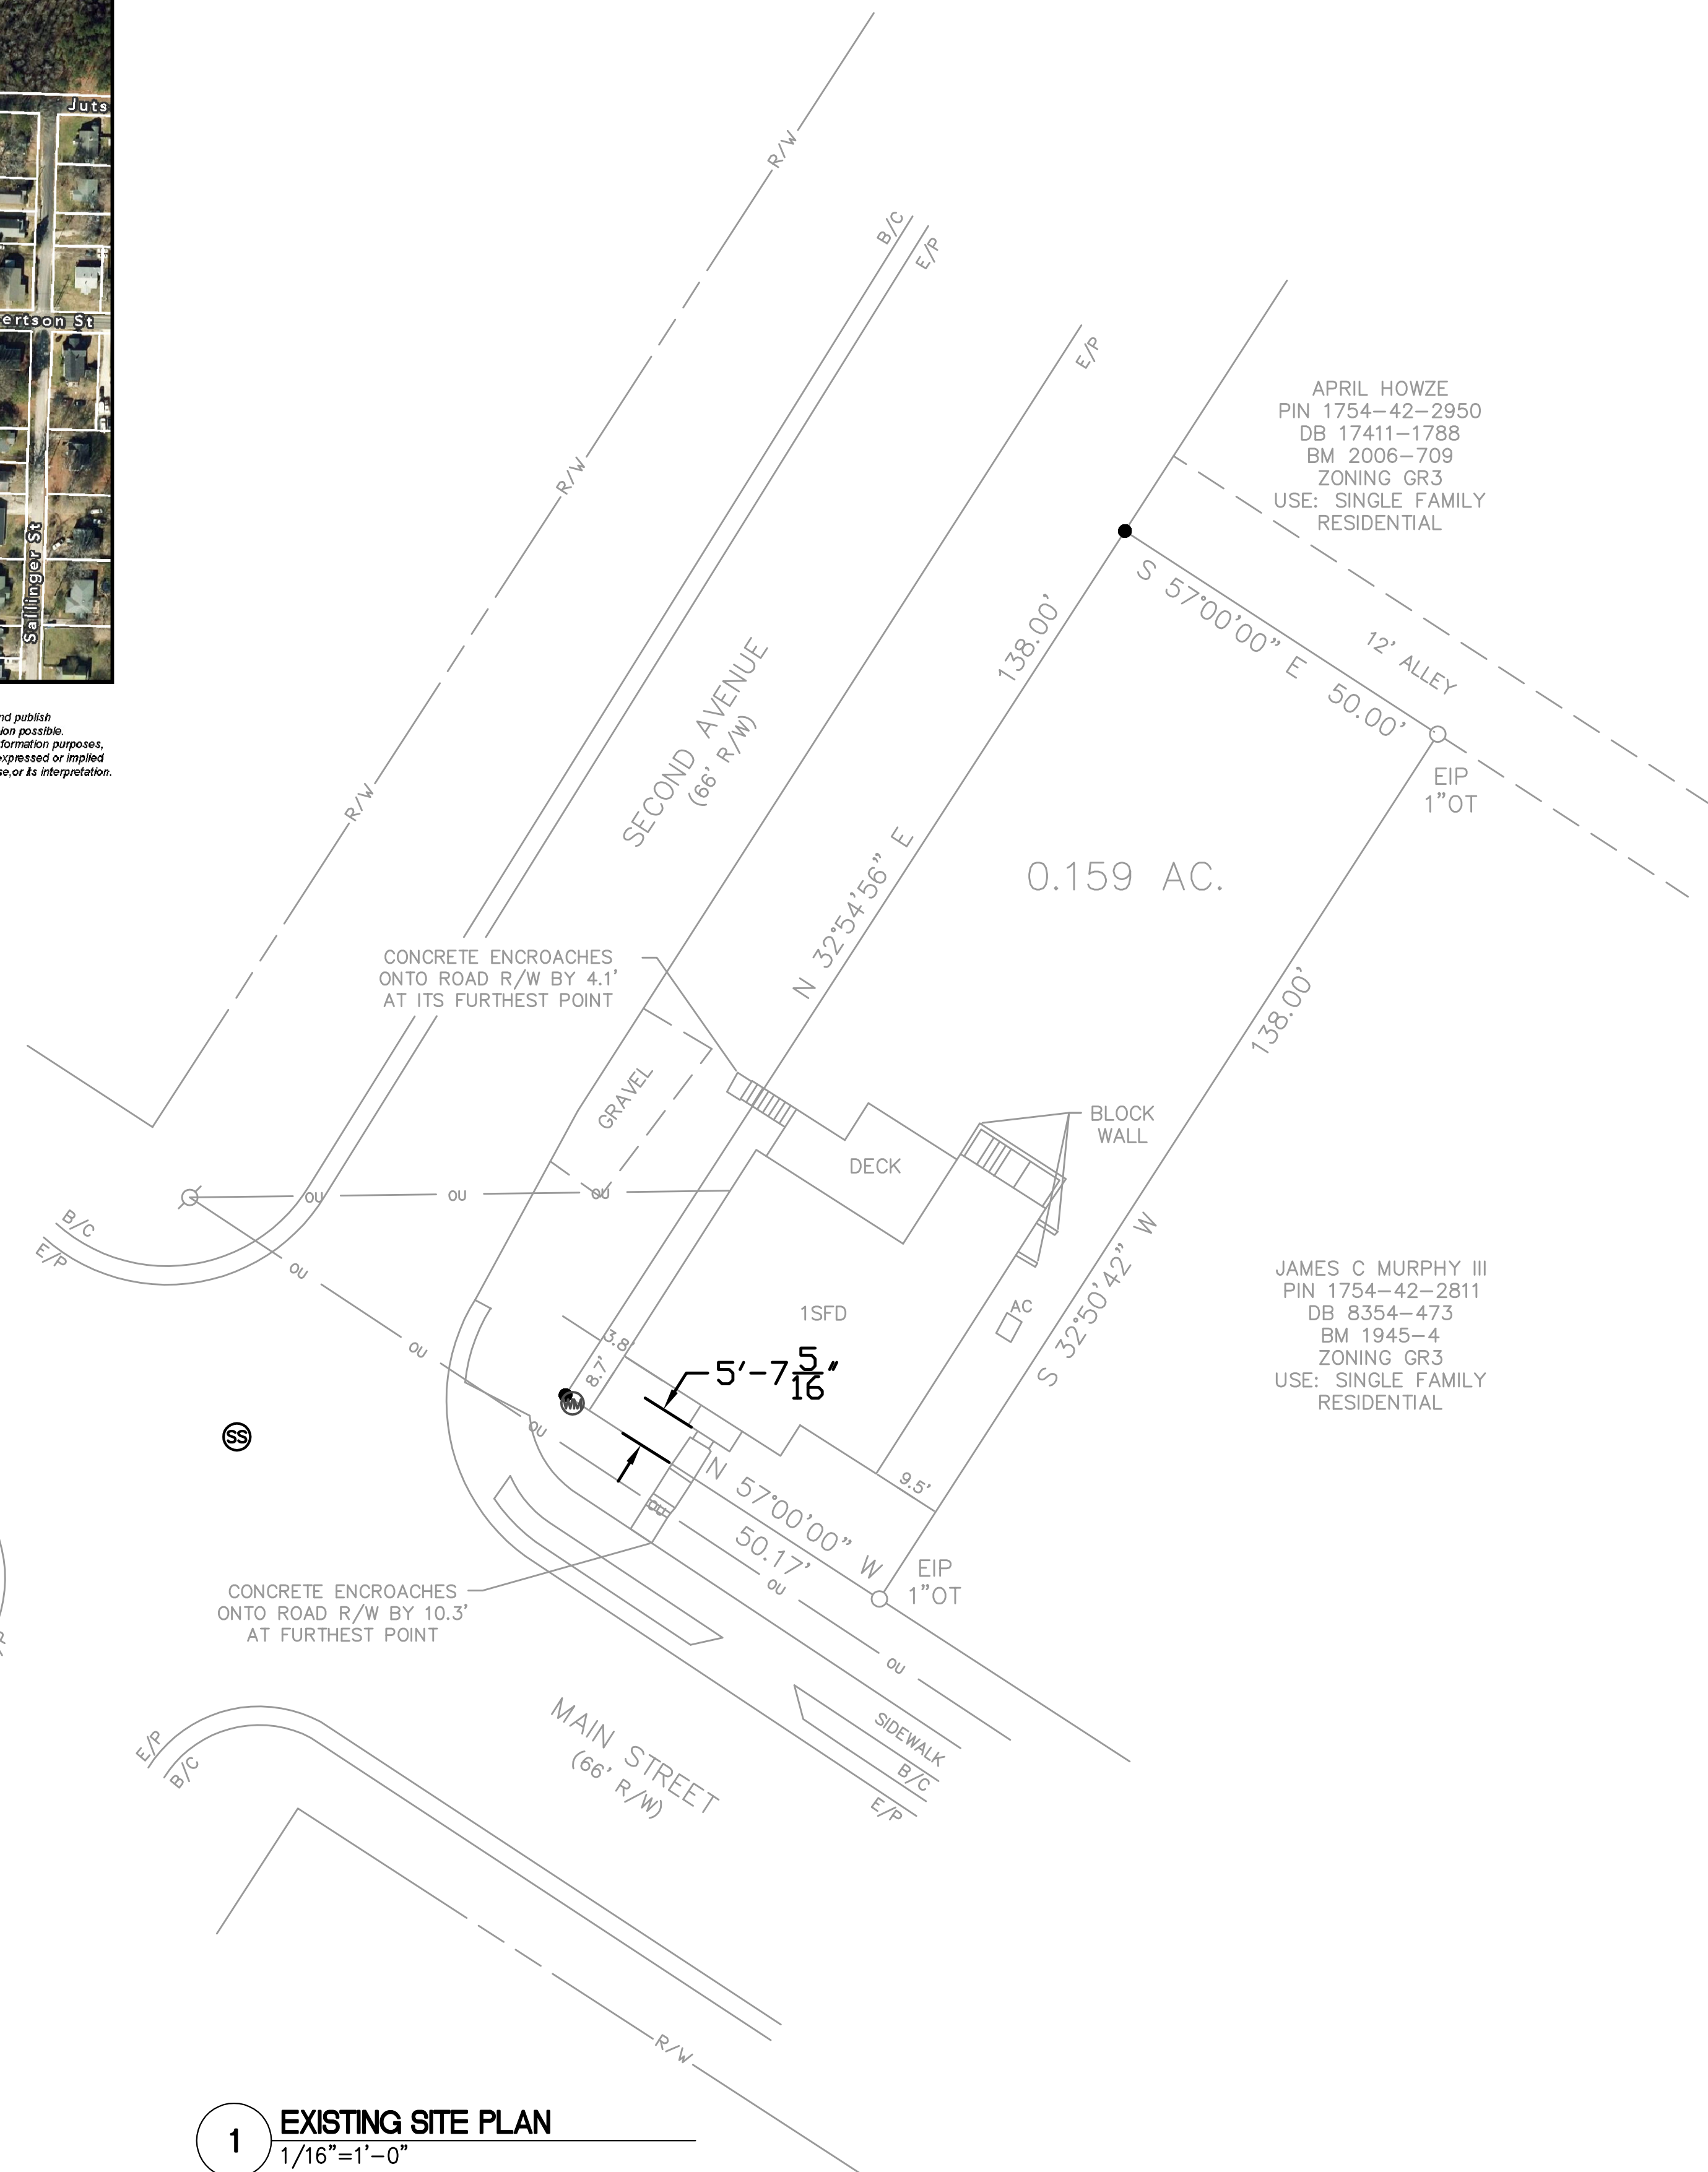 Juts
ertson St
Sallinger St
nd publish
ion possible.
formation purposes,
expressed or implied
se,or its interpretation.
R/W
R/W
R/W
B/C
E/P
E/P
APRIL HOWZE
PIN 1754-42-2950
DB 17411-1788
BM 2006-709
ZONING GR3
USE: SINGLE FAMILY
RESIDENTIAL
S 57°00'00" E 50.00'
12' ALLEY
138.00'
N 32°54'56" E
SECOND AVENUE
(66' R/W)
EIP
1"OT
0.159 AC.
CONCRETE ENCROACHES
ONTO ROAD R/W BY 4.1'
AT ITS FURTHEST POINT
138.00'
S 32°50'42" W
GRAVEL
BLOCK
WALL
DECK
OU
OU
OU
B/C
E/P
OU
OU
OU
OU
OU
OU
1SFD
AC
JAMES C MURPHY III
PIN 1754-42-2811
DB 8354-473
BM 1945-4
ZONING GR3
USE: SINGLE FAMILY
RESIDENTIAL
3.8'
8.7'
5'-7 5/16"
WM
SS
9.5'
N 57°00'00" W
50.17'
EIP
1"OT
CONCRETE ENCROACHES
ONTO ROAD R/W BY 10.3'
AT FURTHEST POINT
SIDEWALK
B/C
E/P
MAIN STREET
(66' R/W)
E/P
B/C
R/W
1
EXISTING SITE PLAN
1/16"=1'-0"